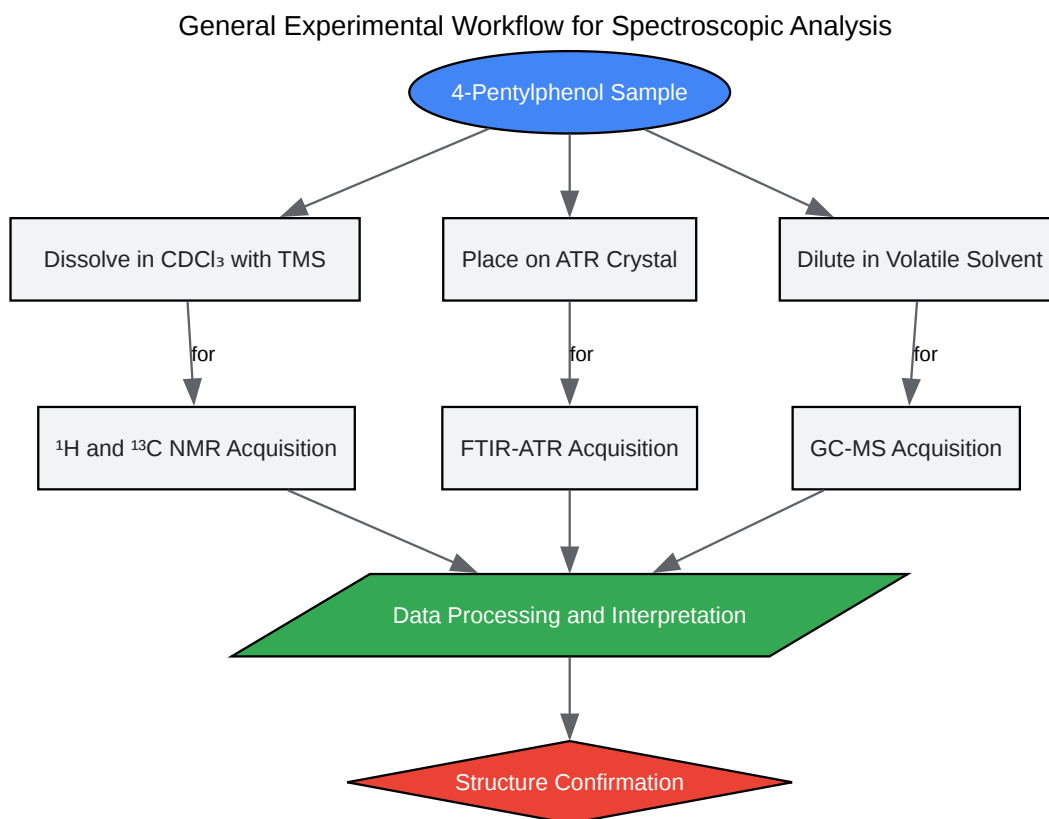 General Experimental Workflow for Spectroscopic Analysis
4-Pentylphenol Sample
Dissolve in CDCl₃ with TMS
Place on ATR Crystal
Dilute in Volatile Solvent
for
for
for
¹H and ¹³C NMR Acquisition
FTIR-ATR Acquisition
GC-MS Acquisition
Data Processing and Interpretation
Structure Confirmation